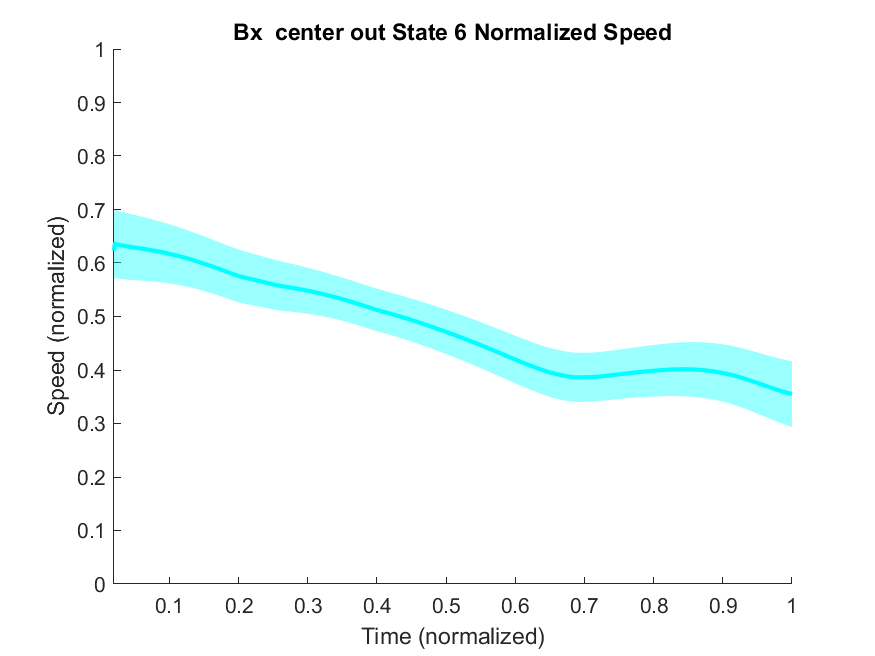 Bx  center out State 6 Normalized Speed
1
0.9
0.8
0.7
0.6
0.5
0.4
0.3
0.2
0.1
0
Speed (normalized)
0.1 0.2 0.3 0.4 0.5 0.6 0.7 0.8 0.9 1
Time (normalized)